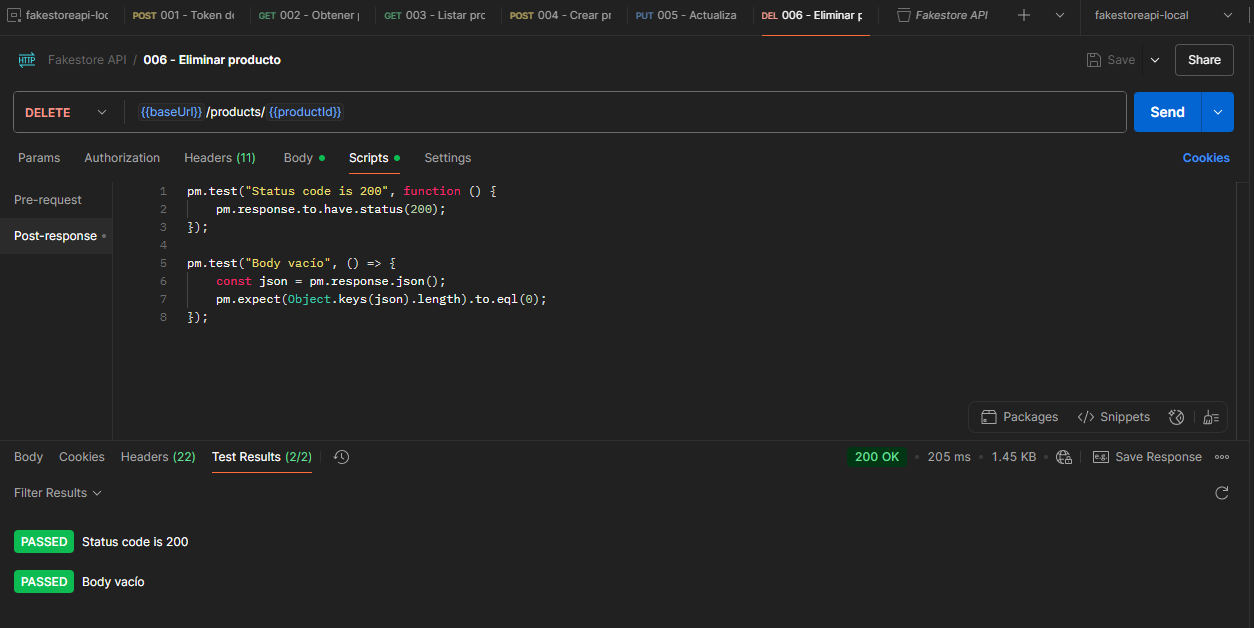 fakestoreapi-loc POST 001 - Token de GET 002 - Obtener p GET 003 - Listar prc POST 004 - Crear pr PUT 005 - Actualiza DEL 006 - Eliminar p Fakestore API fakestoreapi-local
HTTP Fakestore API / 006 - Eliminar producto Save Share
DELETE {{baseUrl}} /products/ {{productId}} Send
Params Authorization Headers (11) Body Scripts Settings Cookies
Pre-request
Post-response
1 pm.test("Status code is 200", function () {
2 pm.response.to.have.status(200);
3 });
4
5 pm.test("Body vacío", () => {
6 const json = pm.response.json();
7 pm.expect(Object.keys(json).length).to.eql(0);
8 });
Packages </> Snippets
Body Cookies Headers (22) Test Results (2/2) 200 OK 205 ms 1.45 KB e.g. Save Response
Filter Results
PASSED Status code is 200
PASSED Body vacío